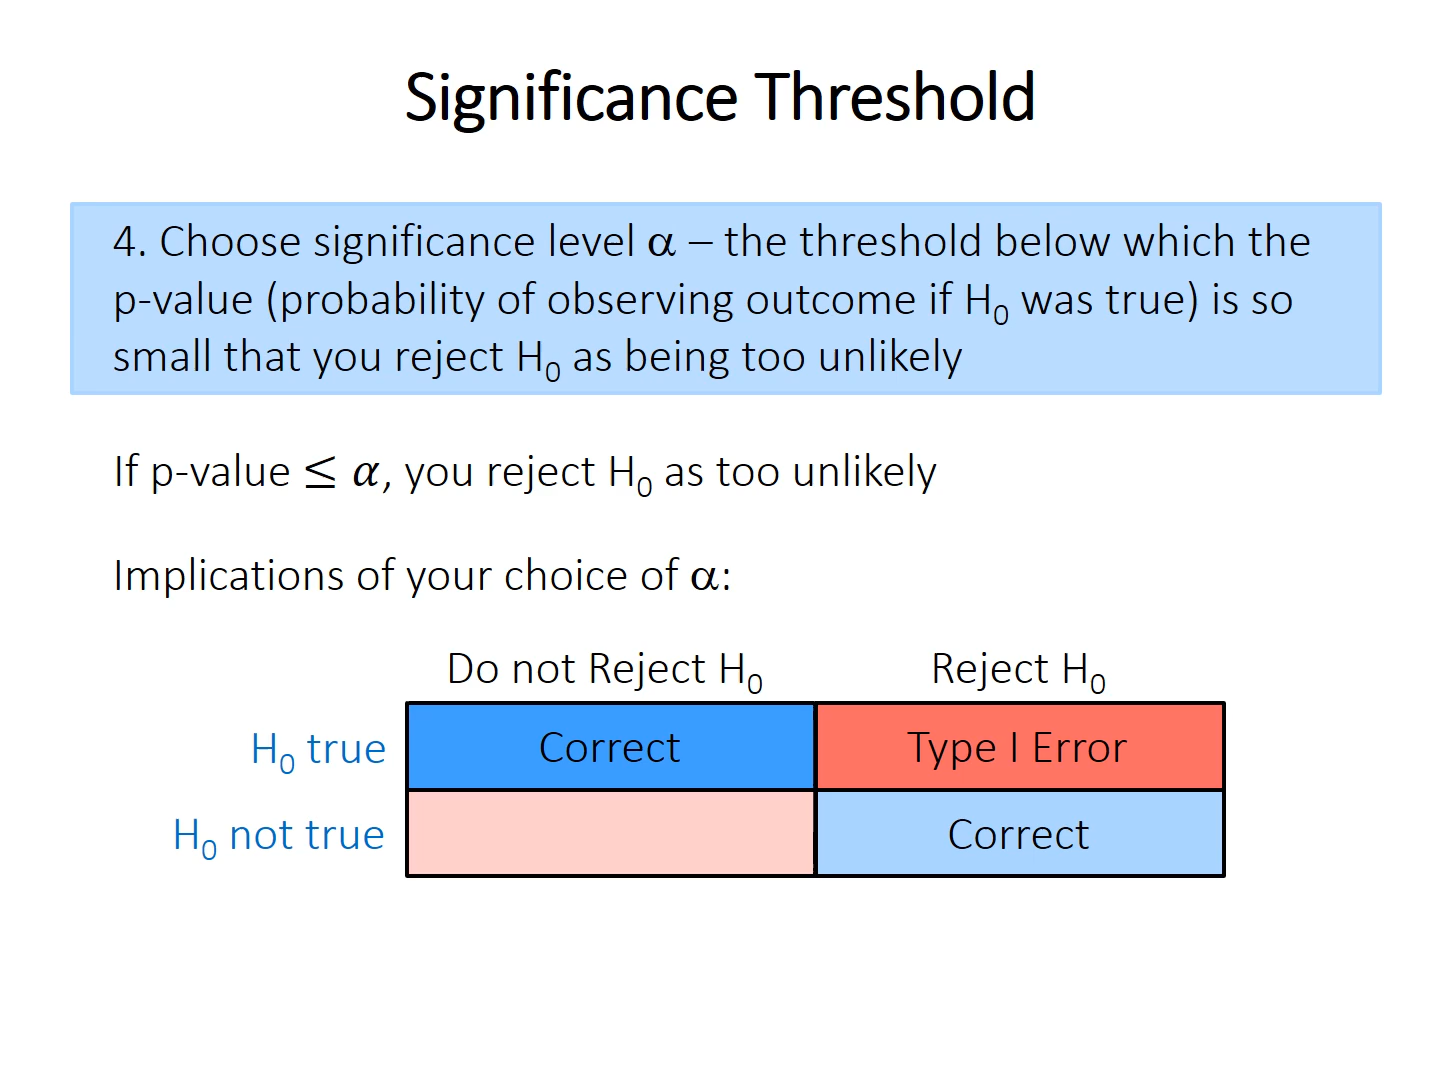 Significance Threshold
4. Choose significance level α – the threshold below which the
p-value (probability of observing outcome if H₀ was true) is so
small that you reject H₀ as being too unlikely
If p-value ≤ α, you reject H₀ as too unlikely
Implications of your choice of α:
Do not Reject H₀ Reject H₀
H₀ true Correct Type I Error
H₀ not true Correct